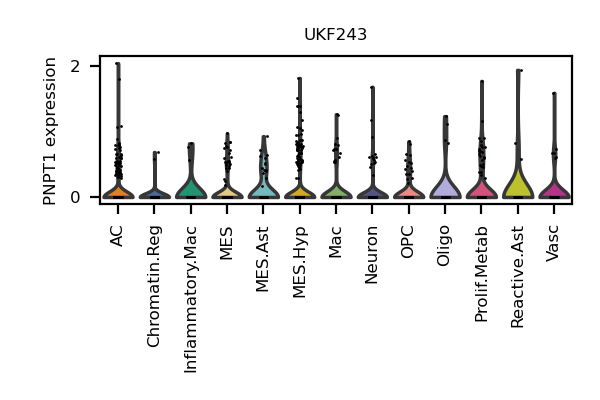 UKF243
PNPT1 expression
2
0
AC
Chromatin.Reg
Inflammatory.Mac
MES
MES.Ast
MES.Hyp
Mac
Neuron
OPC
Oligo
Prolif.Metab
Reactive.Ast
Vasc